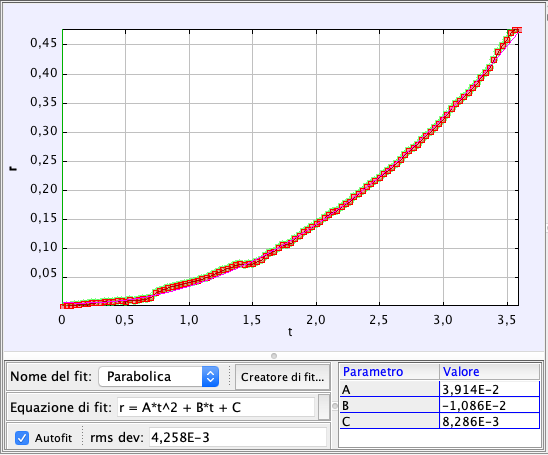 0,45
0,40
0,35
0,30
0,25
r
0,20
0,15
0,10
0,05
0 0,5 1,0 1,5 2,0 2,5 3,0 3,5
t
Nome del fit: Parabolica Creatore di fit...
Equazione di fit: r = A*t^2 + B*t + C
Autofit rms dev: 4,258E-3
Parametro Valore
A 3,914E-2
B -1,086E-2
C 8,286E-3